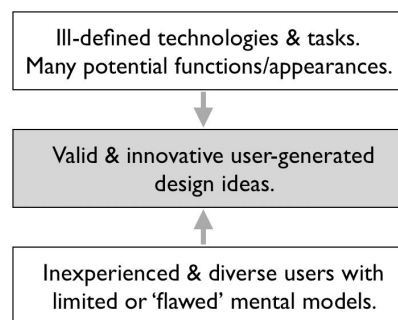 Ill-defined technologies & tasks.
Many potential functions/appearances.
Valid & innovative user-generated
design ideas.
Inexperienced & diverse users with
limited or ‘flawed’ mental models.